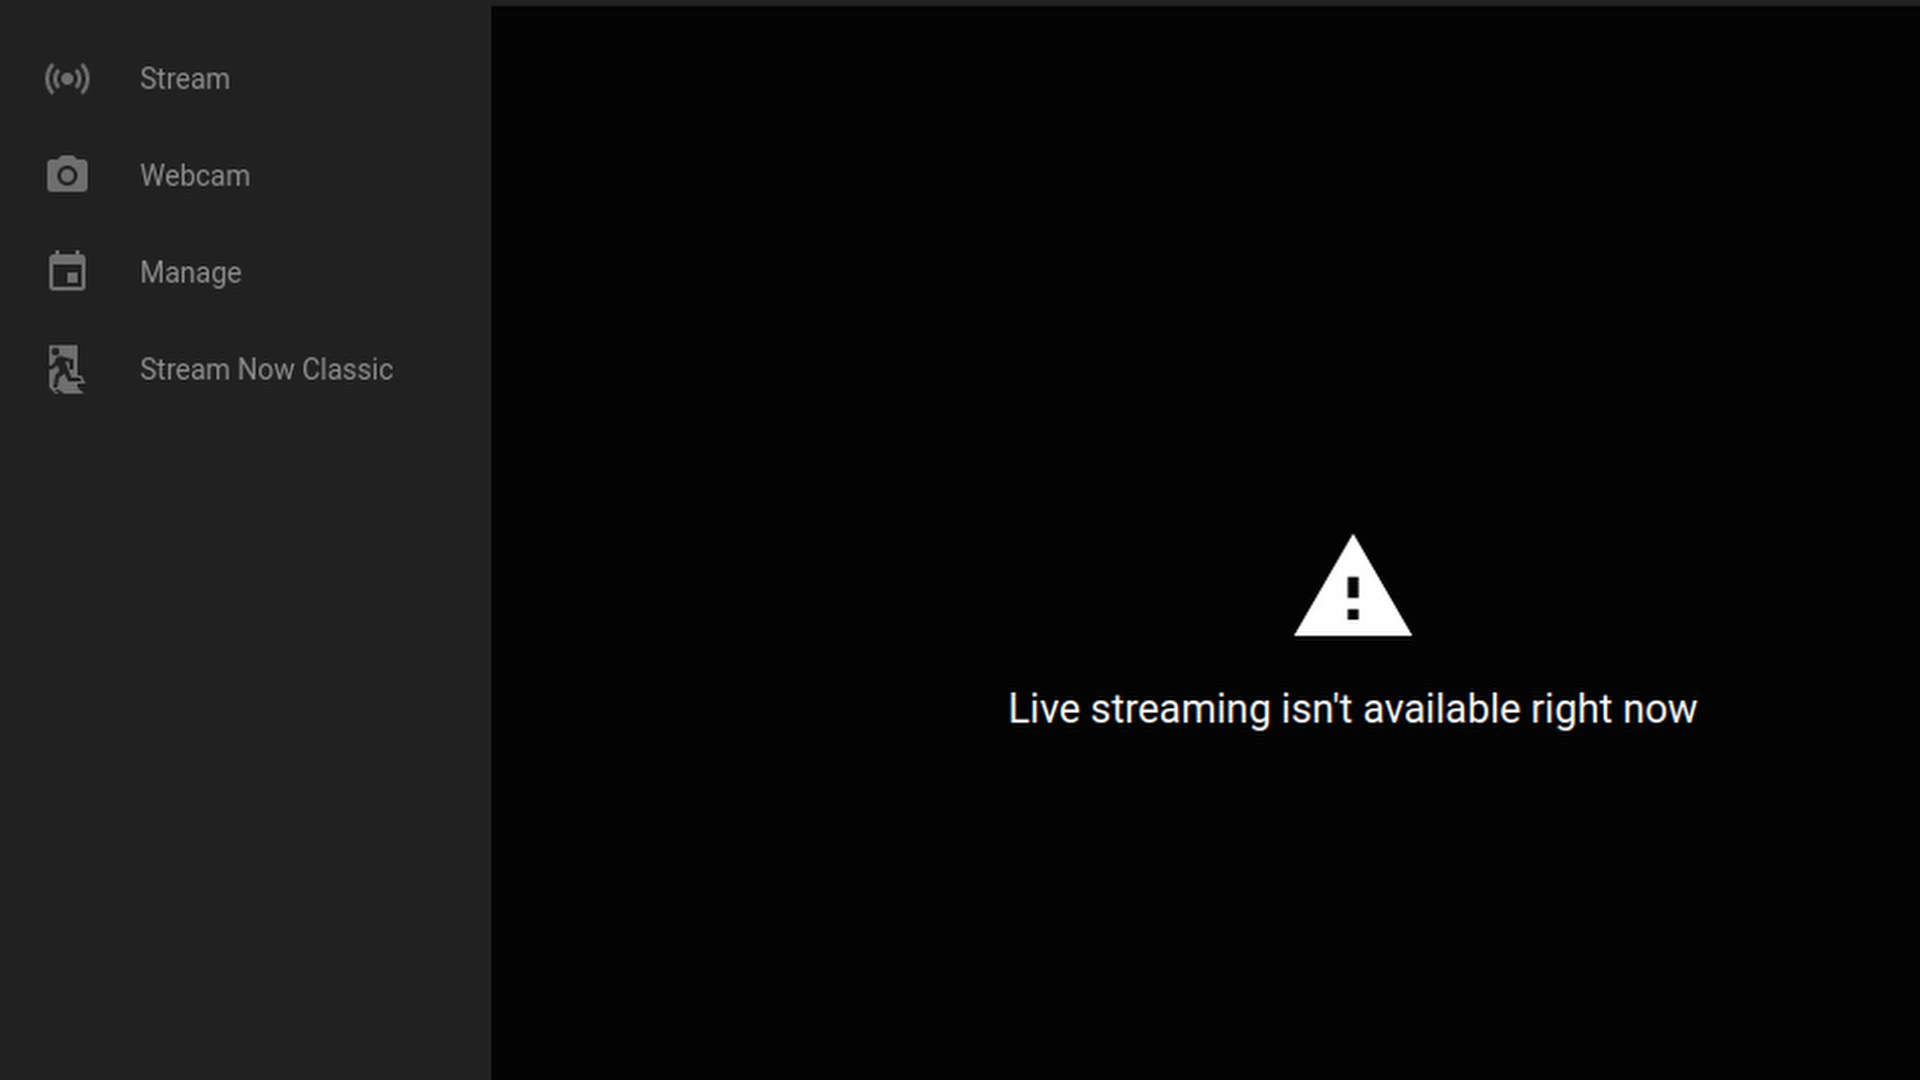 Stream
Webcam
Manage
Stream Now Classic
Live streaming isn't available right now